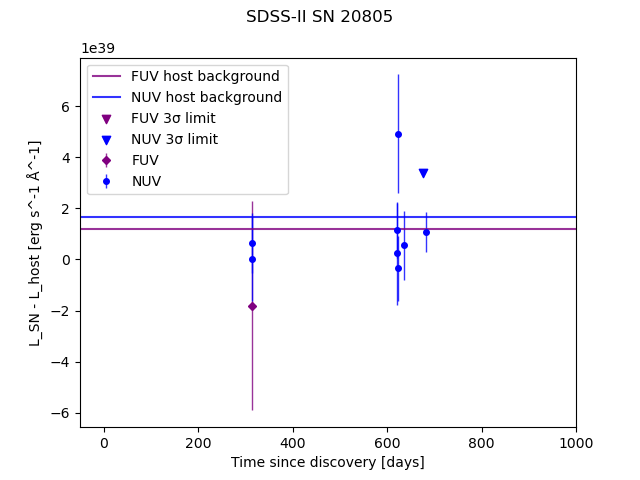 SDSS-II SN 20805
1e39
FUV host background
NUV host background
FUV 3σ limit
NUV 3σ limit
FUV
NUV
6
4
2
0
−2
−4
−6
L_SN - L_host [erg s^-1 Å^-1]
0 200 400 600 800 1000
Time since discovery [days]